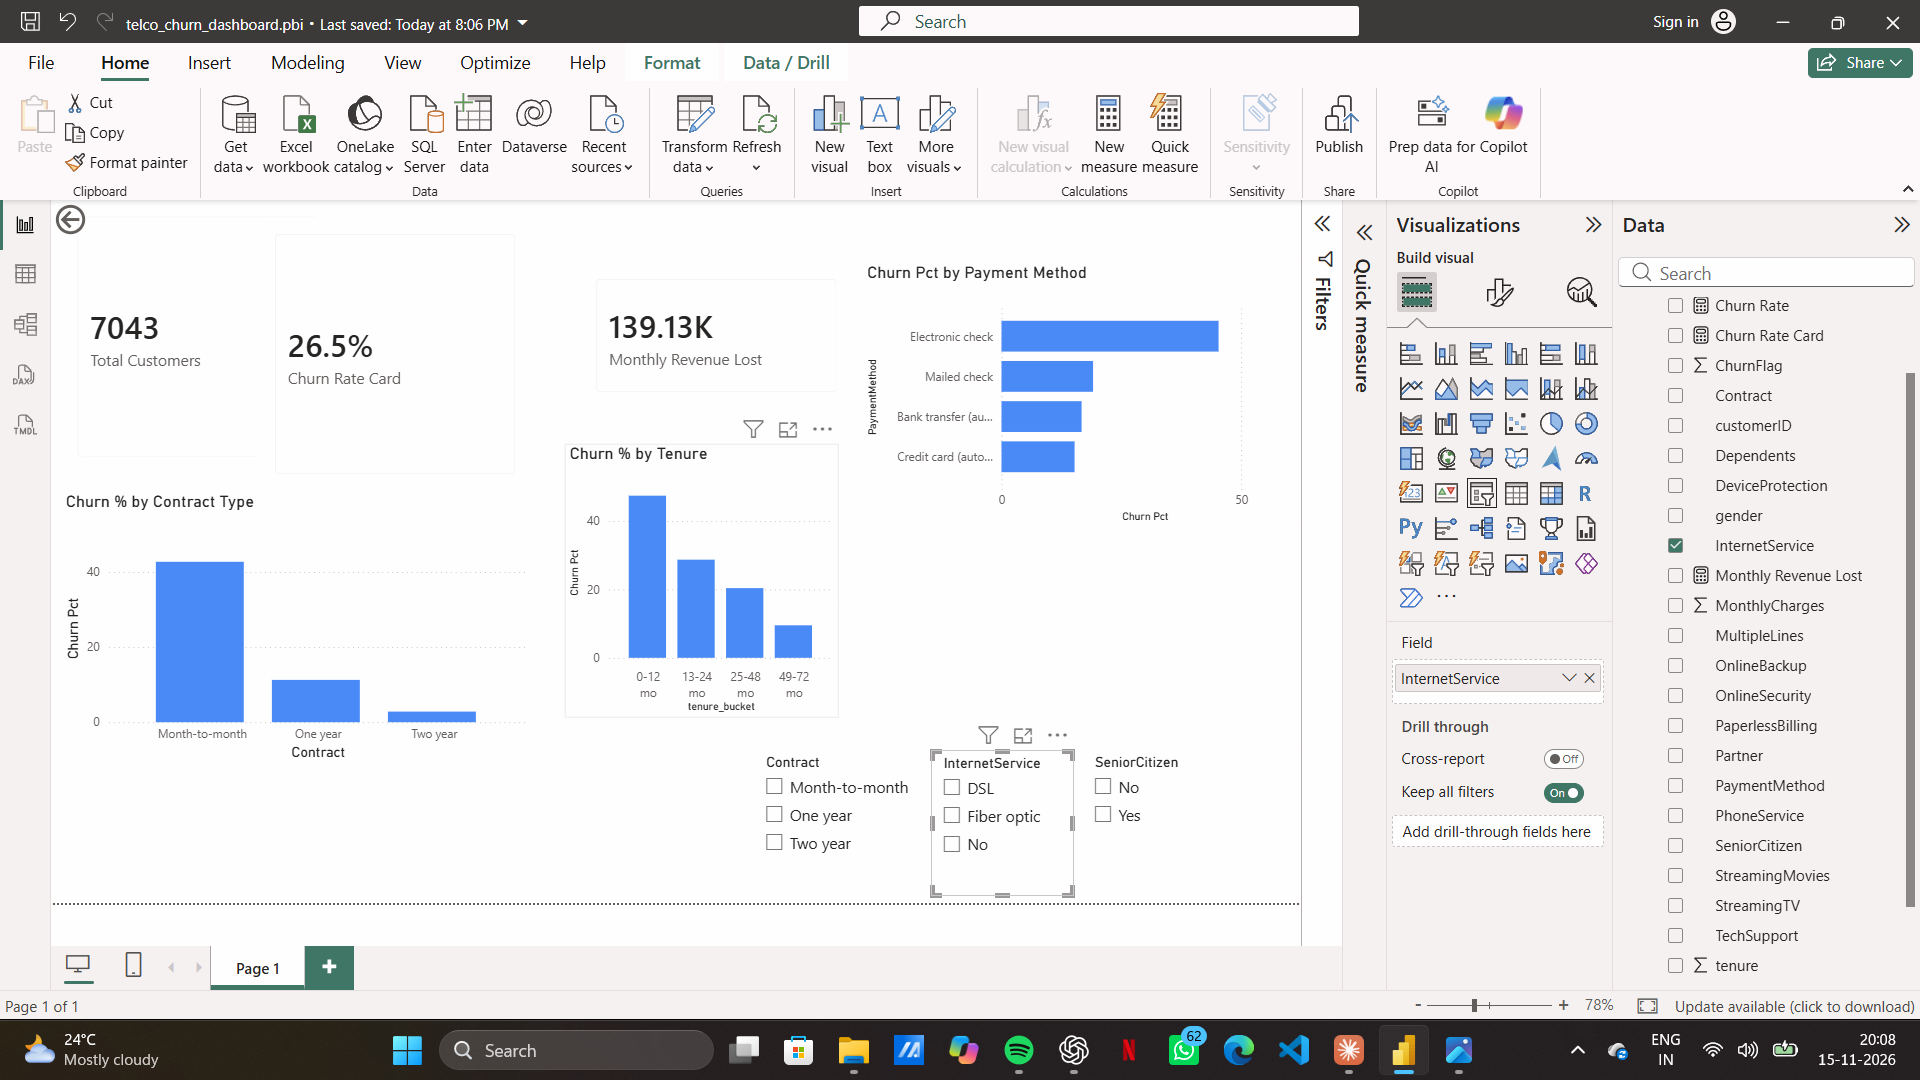 telco_churn_dashboard.pbi • Last saved: Today at 8:06 PM
Search
Sign in
File
Home
Insert
Modeling
View
Optimize
Help
Format
Data / Drill
Share
Paste
Cut
Copy
Format painter
Clipboard
Get data
Excel workbook
OneLake catalog
SQL Server
Enter data
Dataverse
Recent sources
Data
Transform data
Refresh
Queries
New visual
Text box
More visuals
Insert
New visual calculation
New measure
Quick measure
Calculations
Sensitivity
Sensitivity
Publish
Share
Prep data for AI
Copilot
Copilot
DAX
TMDL
7043
Total Customers
26.5%
Churn Rate Card
139.13K
Monthly Revenue Lost
Churn Pct by Payment Method
PaymentMethod
Electronic check
Mailed check
Bank transfer (au...
Credit card (auto...
0
50
Churn Pct
Churn % by Contract Type
Churn Pct
40
20
0
Month-to-month
One year
Two year
Contract
Churn % by Tenure
Churn Pct
40
20
0
0-12 mo
13-24 mo
25-48 mo
49-72 mo
tenure_bucket
Contract
Month-to-month
One year
Two year
InternetService
DSL
Fiber optic
No
SeniorCitizen
No
Yes
Filters
Quick measure
Visualizations
Build visual
123
R
Py
Field
InternetService
Drill through
Cross-report
Off
Keep all filters
On
Add drill-through fields here
Data
Search
Churn Rate
Churn Rate Card
ChurnFlag
Contract
customerID
Dependents
DeviceProtection
gender
InternetService
Monthly Revenue Lost
MonthlyCharges
MultipleLines
OnlineBackup
OnlineSecurity
PaperlessBilling
Partner
PaymentMethod
PhoneService
SeniorCitizen
StreamingMovies
StreamingTV
TechSupport
tenure
Page 1
Page 1 of 1
78%
Update available (click to download)
24°C
Mostly cloudy
Search
62
ENG
IN
20:08
15-11-2026